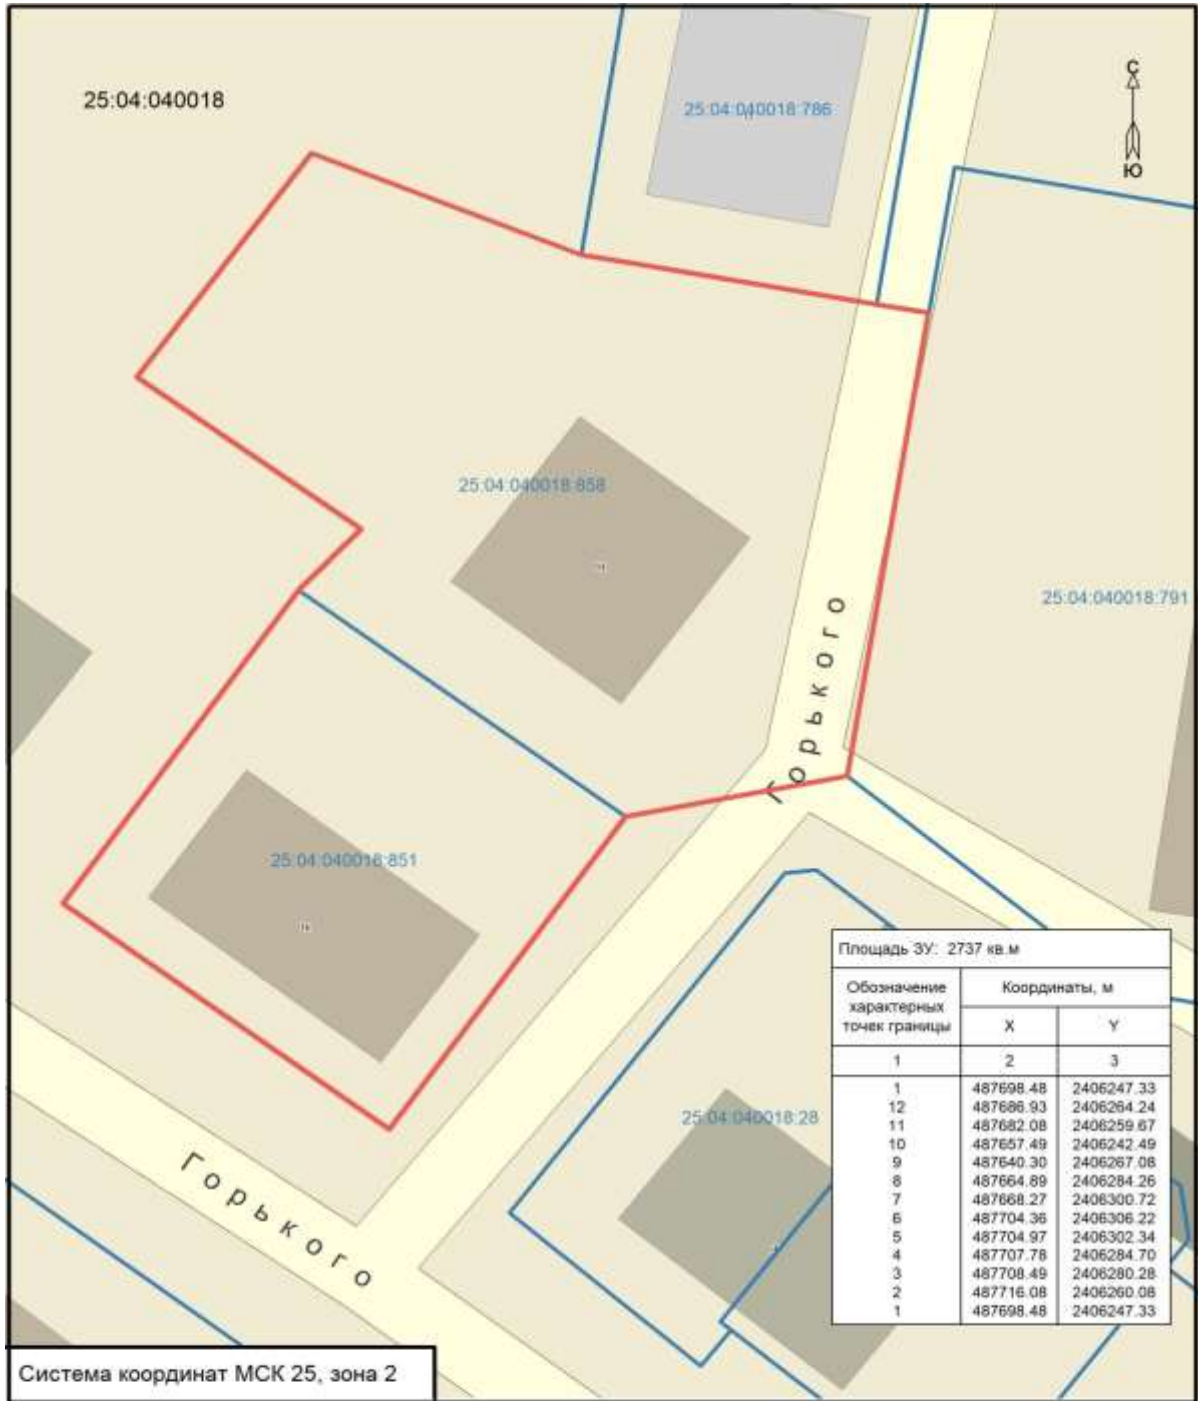 25:04:040018
25:04:040018:786
С
Ю
25:04:040018:858
25:04:040018:791
Горького
25:04:040018:851
25:04:040018:28
Горького
Площадь ЗУ: 2737 кв.м
Обозначение характерных точек границы
Координаты, м
X Y
1 2 3
1 487698.48 2406247.33
12 487686.93 2406264.24
11 487682.08 2406259.67
10 487657.49 2406242.49
9 487640.30 2406267.08
8 487664.89 2406284.26
7 487668.27 2406300.72
6 487704.36 2406306.22
5 487704.97 2406302.34
4 487707.78 2406284.70
3 487708.49 2406280.28
2 487716.08 2406260.08
1 487698.48 2406247.33
Система координат МСК 25, зона 2